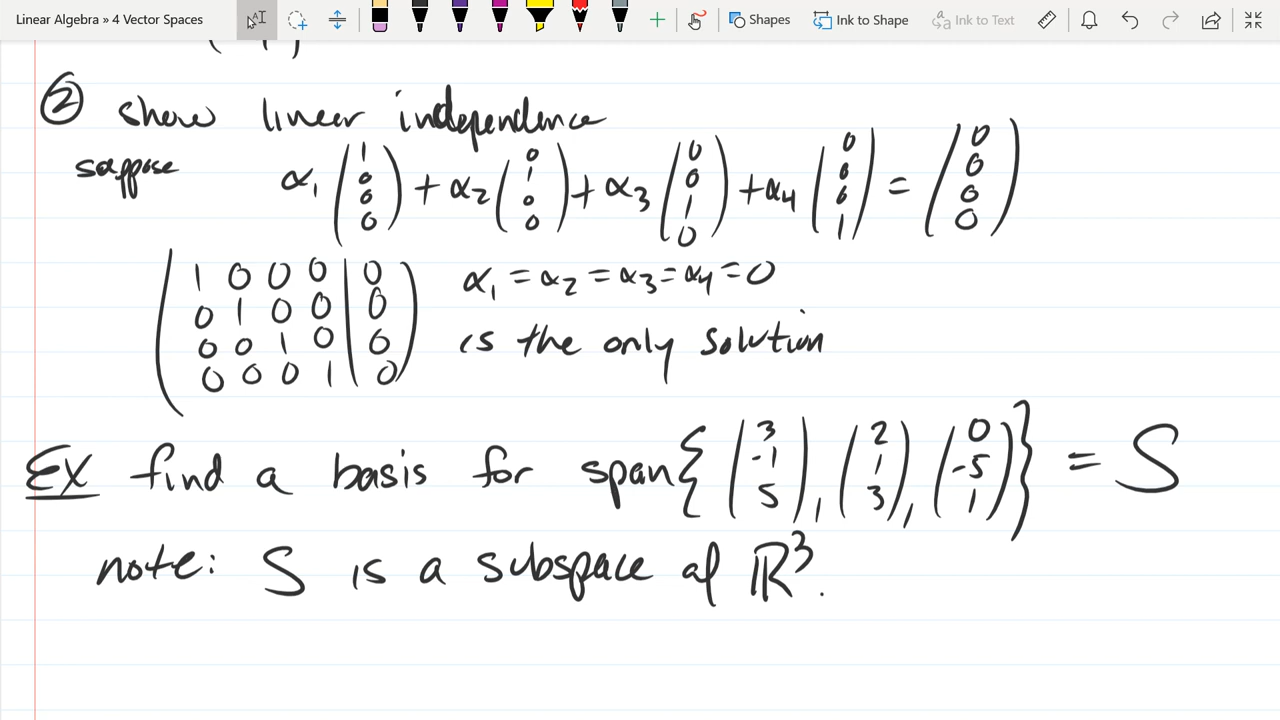 Linear Algebra » 4 Vector Spaces
Shapes
Ink to Shape
Ink to Text
② show linear independence
suppose α₁(1 0 0 0) + α₂(0 1 0 0) + α₃(0 0 1 0) + α₄(0 0 0 1) = (0 0 0 0)
1 0 0 0 | 0 α₁ = α₂ = α₃ = α₄ = 0
0 1 0 0 | 0
0 0 1 0 | 0 is the only solution
0 0 0 1 | 0
Ex find a basis for span{(3 -1 5), (2 1 3), (0 -5 1)} = S
note: S is a subspace of ℝ³.